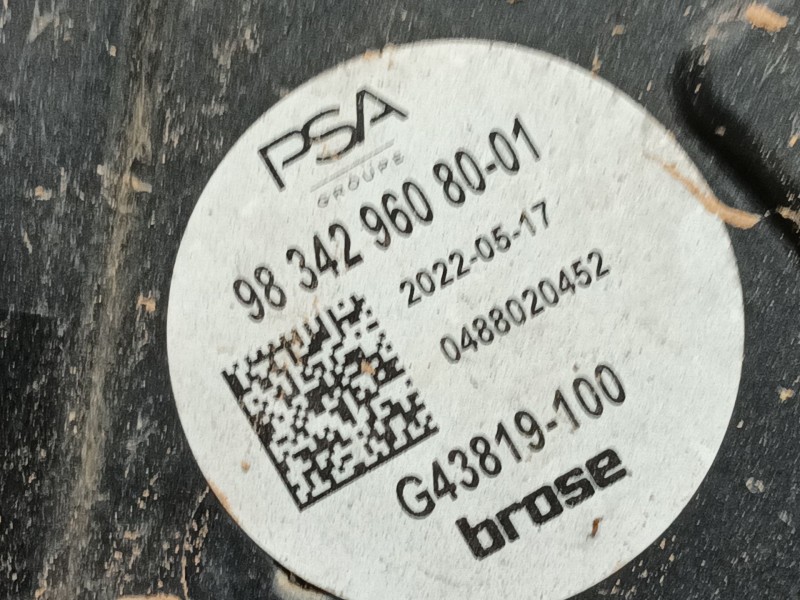 PSA
GROUPE
98 342 960 80-01
2022-05-17
0488020452
G43819-100
brose